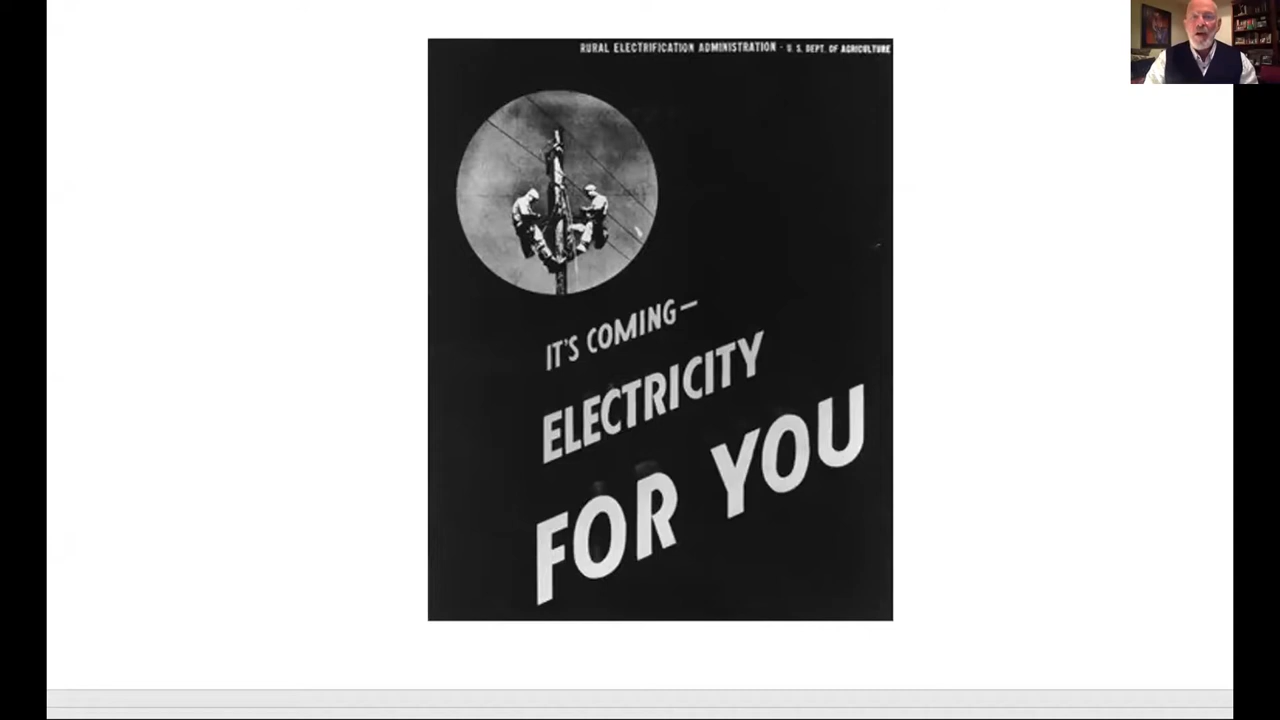 RURAL ELECTRIFICATION ADMINISTRATION · U. S. DEPT. OF AGRICULTURE
IT'S COMING—
ELECTRICITY
FOR YOU